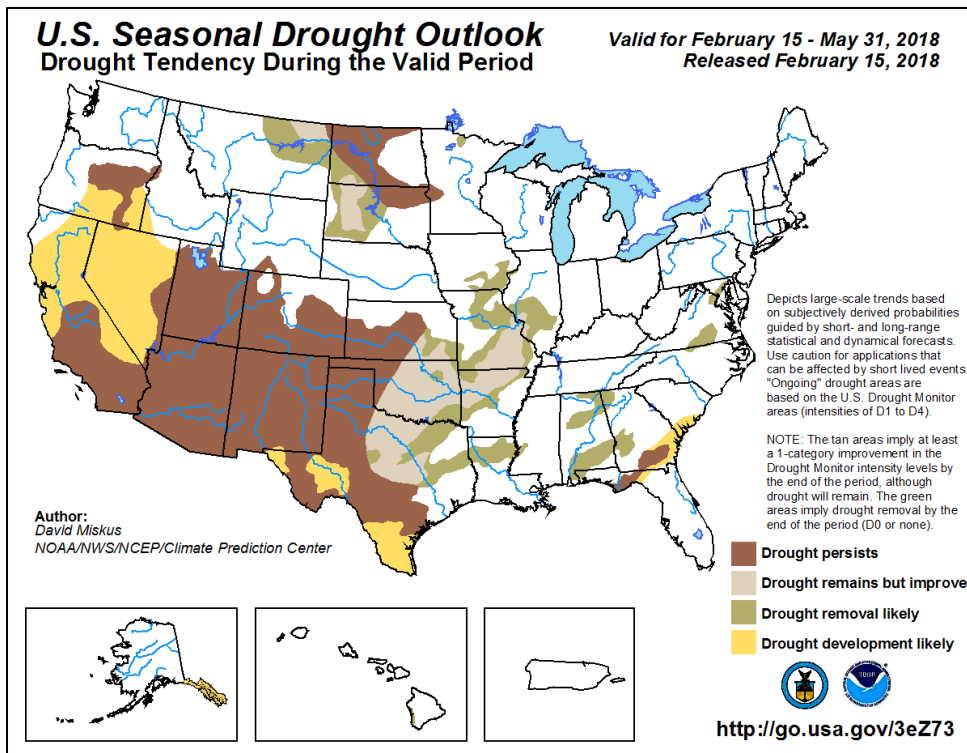 U.S. Seasonal Drought Outlook
Drought Tendency During the Valid Period
Valid for February 15 - May 31, 2018
Released February 15, 2018
Depicts large-scale trends based
on subjectively derived probabilities
guided by short- and long-range
statistical and dynamical forecasts.
Use caution for applications that
can be affected by short lived events.
"Ongoing" drought areas are
based on the U.S. Drought Monitor
areas (intensities of D1 to D4).
NOTE: The tan areas imply at least
a 1-category improvement in the
Drought Monitor intensity levels by
the end of the period, although
drought will remain. The green
areas imply drought removal by the
end of the period (D0 or none).
Author:
David Miskus
NOAA/NWS/NCEP/Climate Prediction Center
Drought persists
Drought remains but improve
Drought removal likely
Drought development likely
http://go.usa.gov/3eZ73